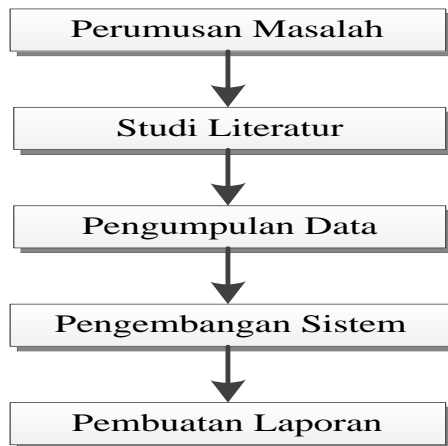 Perumusan Masalah
Studi Literatur
Pengumpulan Data
Pengembangan Sistem
Pembuatan Laporan